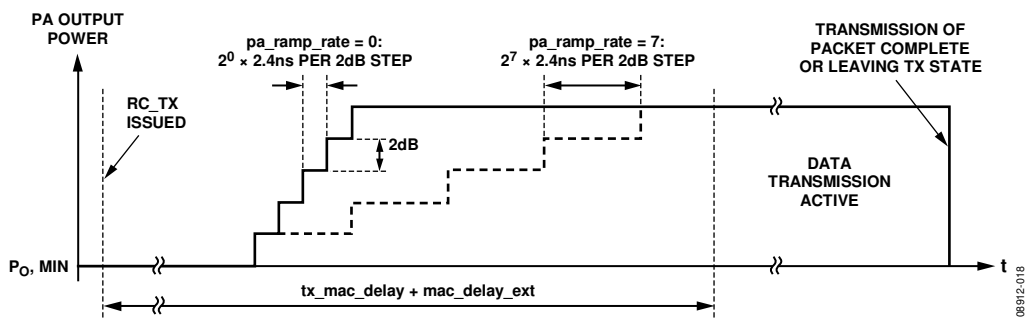 PA OUTPUT
POWER
pa_ramp_rate = 0:
2⁰ × 2.4ns PER 2dB STEP
pa_ramp_rate = 7:
2⁷ × 2.4ns PER 2dB STEP
TRANSMISSION OF
PACKET COMPLETE
OR LEAVING TX STATE
RC_TX
ISSUED
2dB
DATA
TRANSMISSION
ACTIVE
P_O, MIN
t
tx_mac_delay + mac_delay_ext
08912-018